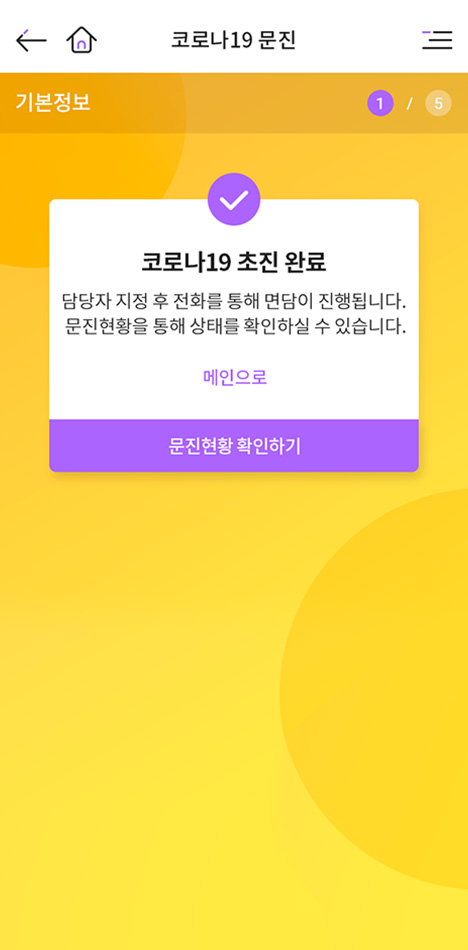 코로나19 문진
기본정보
1 / 5
코로나19 초진 완료
담당자 지정 후 전화를 통해 면담이 진행됩니다.
문진현황을 통해 상태를 확인하실 수 있습니다.
메인으로
문진현황 확인하기